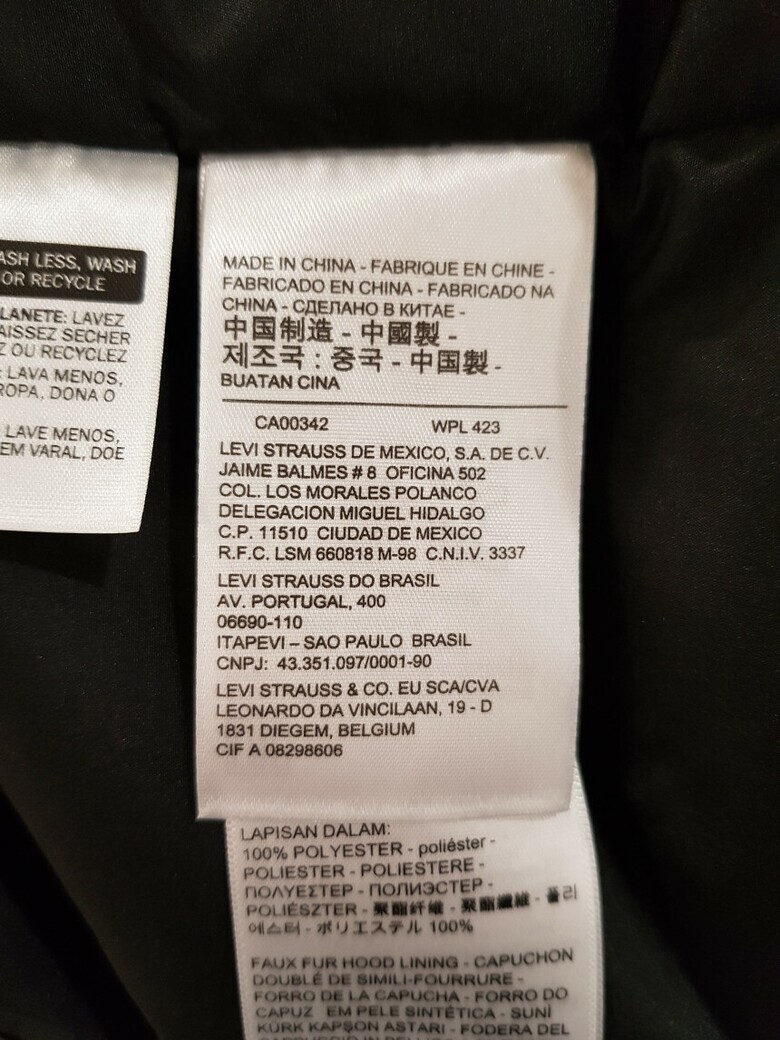 ASH LESS, WASH
OR RECYCLE
LANETE: LAVEZ
AISSEZ SECHER
Z OU RECYCLEZ
: LAVA MENOS,
ROPA, DONA O
LAVE MENOS,
EM VARAL, DOE
MADE IN CHINA - FABRIQUE EN CHINE -
FABRICADO EN CHINA - FABRICADO NA
CHINA - СДЕЛАНО В КИТАЕ -
中国制造 - 中國製 -
제조국 : 중국 - 中国製 -
BUATAN CINA
CA00342 WPL 423
LEVI STRAUSS DE MEXICO, S.A. DE C.V.
JAIME BALMES # 8 OFICINA 502
COL. LOS MORALES POLANCO
DELEGACION MIGUEL HIDALGO
C.P. 11510 CIUDAD DE MEXICO
R.F.C. LSM 660818 M-98 C.N.I.V. 3337
LEVI STRAUSS DO BRASIL
AV. PORTUGAL, 400
06690-110
ITAPEVI – SAO PAULO BRASIL
CNPJ: 43.351.097/0001-90
LEVI STRAUSS & CO. EU SCA/CVA
LEONARDO DA VINCILAAN, 19 - D
1831 DIEGEM, BELGIUM
CIF A 08298606
LAPISAN DALAM:
100% POLYESTER - poliéster -
POLIESTER - POLIESTERE -
ΠΟΛΥΕΣΤΕΡ - ПОЛИЭСТЕР -
POLIÉSZTER - 聚酯纤维 - 聚酯纖維 - 폴리
에스터 - ポリエステル 100%
FAUX FUR HOOD LINING - CAPUCHON
DOUBLÉ DE SIMILI-FOURRURE -
FORRO DE LA CAPUCHA - FORRO DO
CAPUZ EM PELE SINTÉTICA - SUNİ
KÜRK KAPŞON ASTARI - FODERA DEL